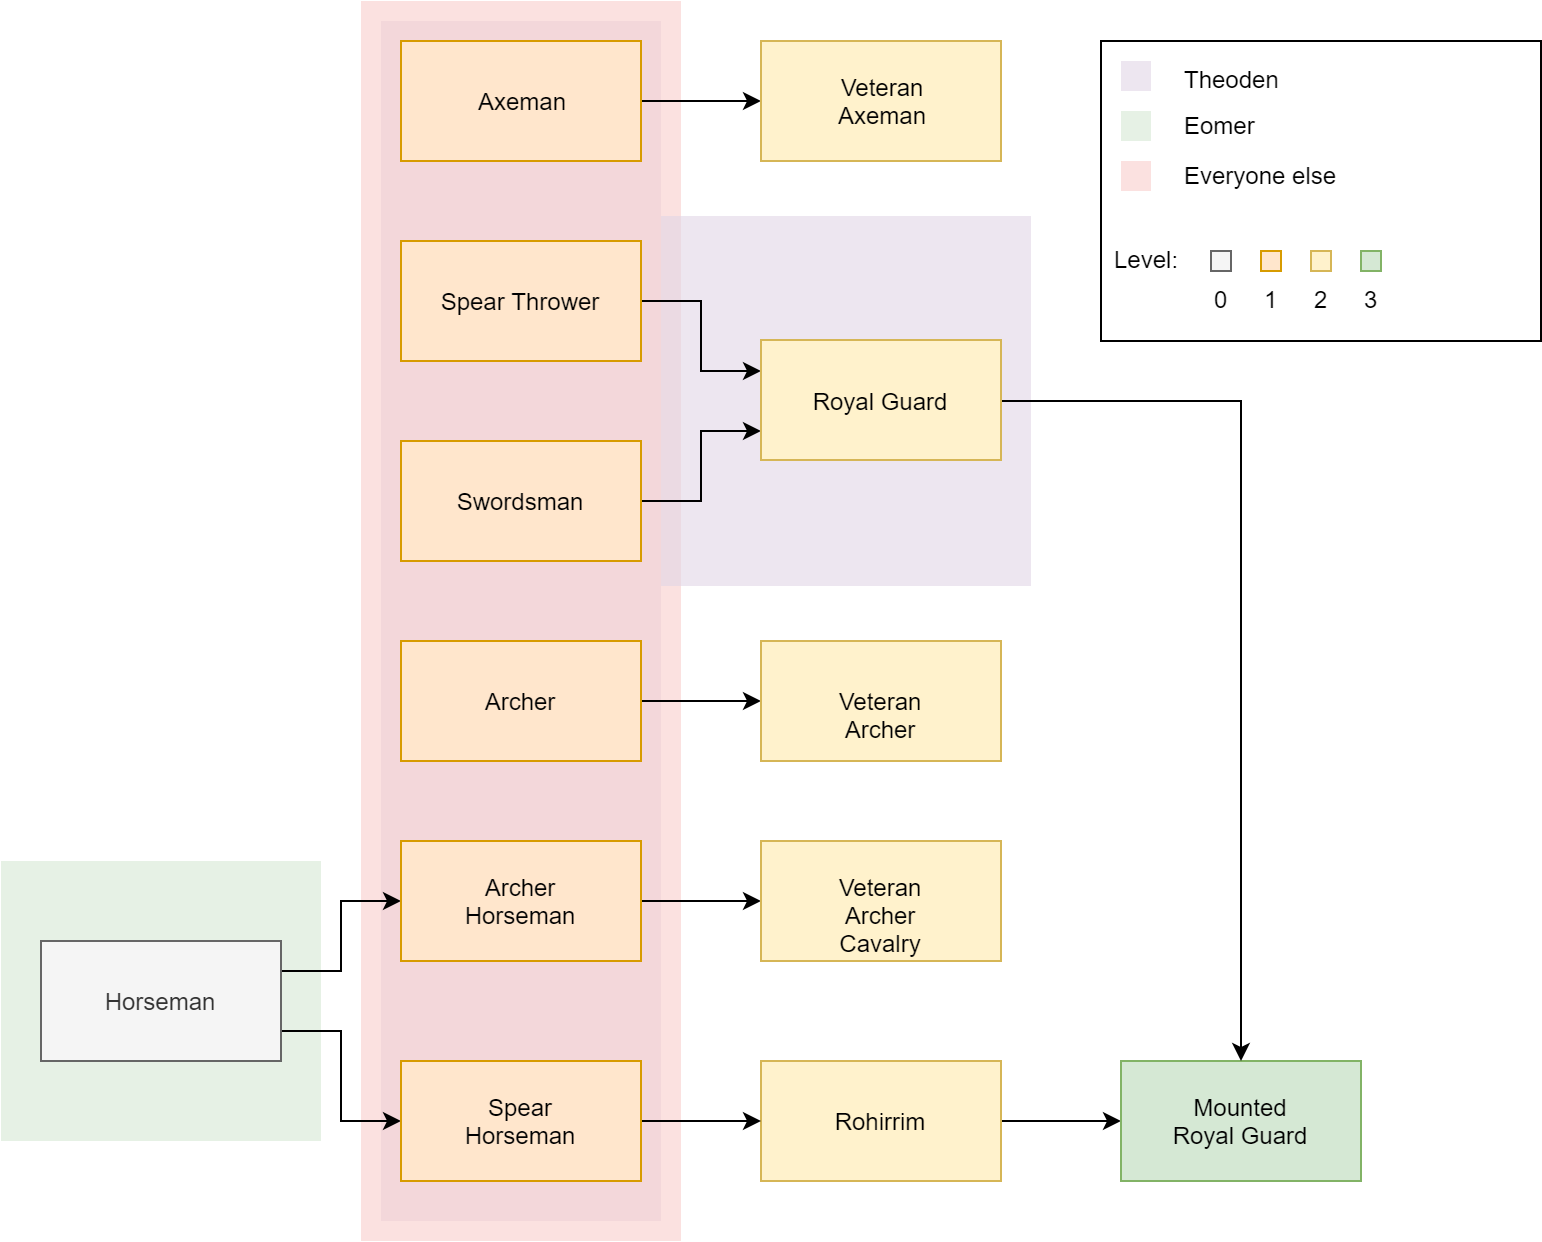 Axeman
Veteran
Axeman
Theoden
Eomer
Everyone else
Level:
0 1 2 3
Spear Thrower
Royal Guard
Swordsman
Archer
Veteran
Archer
Archer
Horseman
Veteran
Archer
Cavalry
Horseman
Spear
Horseman
Rohirrim
Mounted
Royal Guard